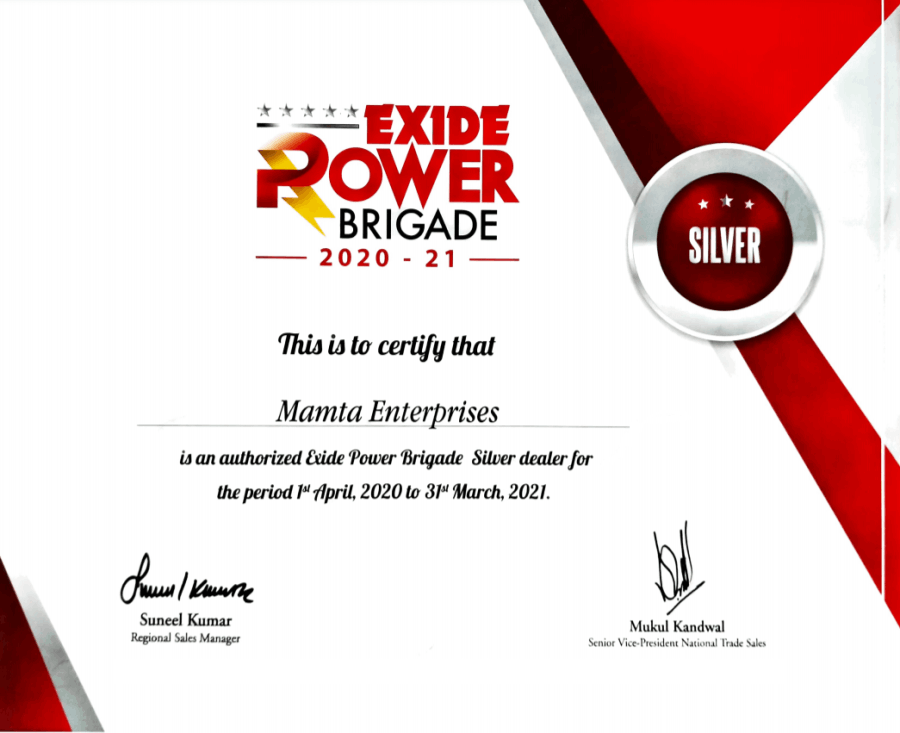 EXIDE
POWER
BRIGADE
2020 - 21
SILVER
This is to certify that
Mamta Enterprises
is an authorized Exide Power Brigade Silver dealer for
the period 1st April, 2020 to 31st March, 2021.
Suneel Kumar
Suneel Kumar
Regional Sales Manager
Mukul Kandwal
Senior Vice-President National Trade Sales